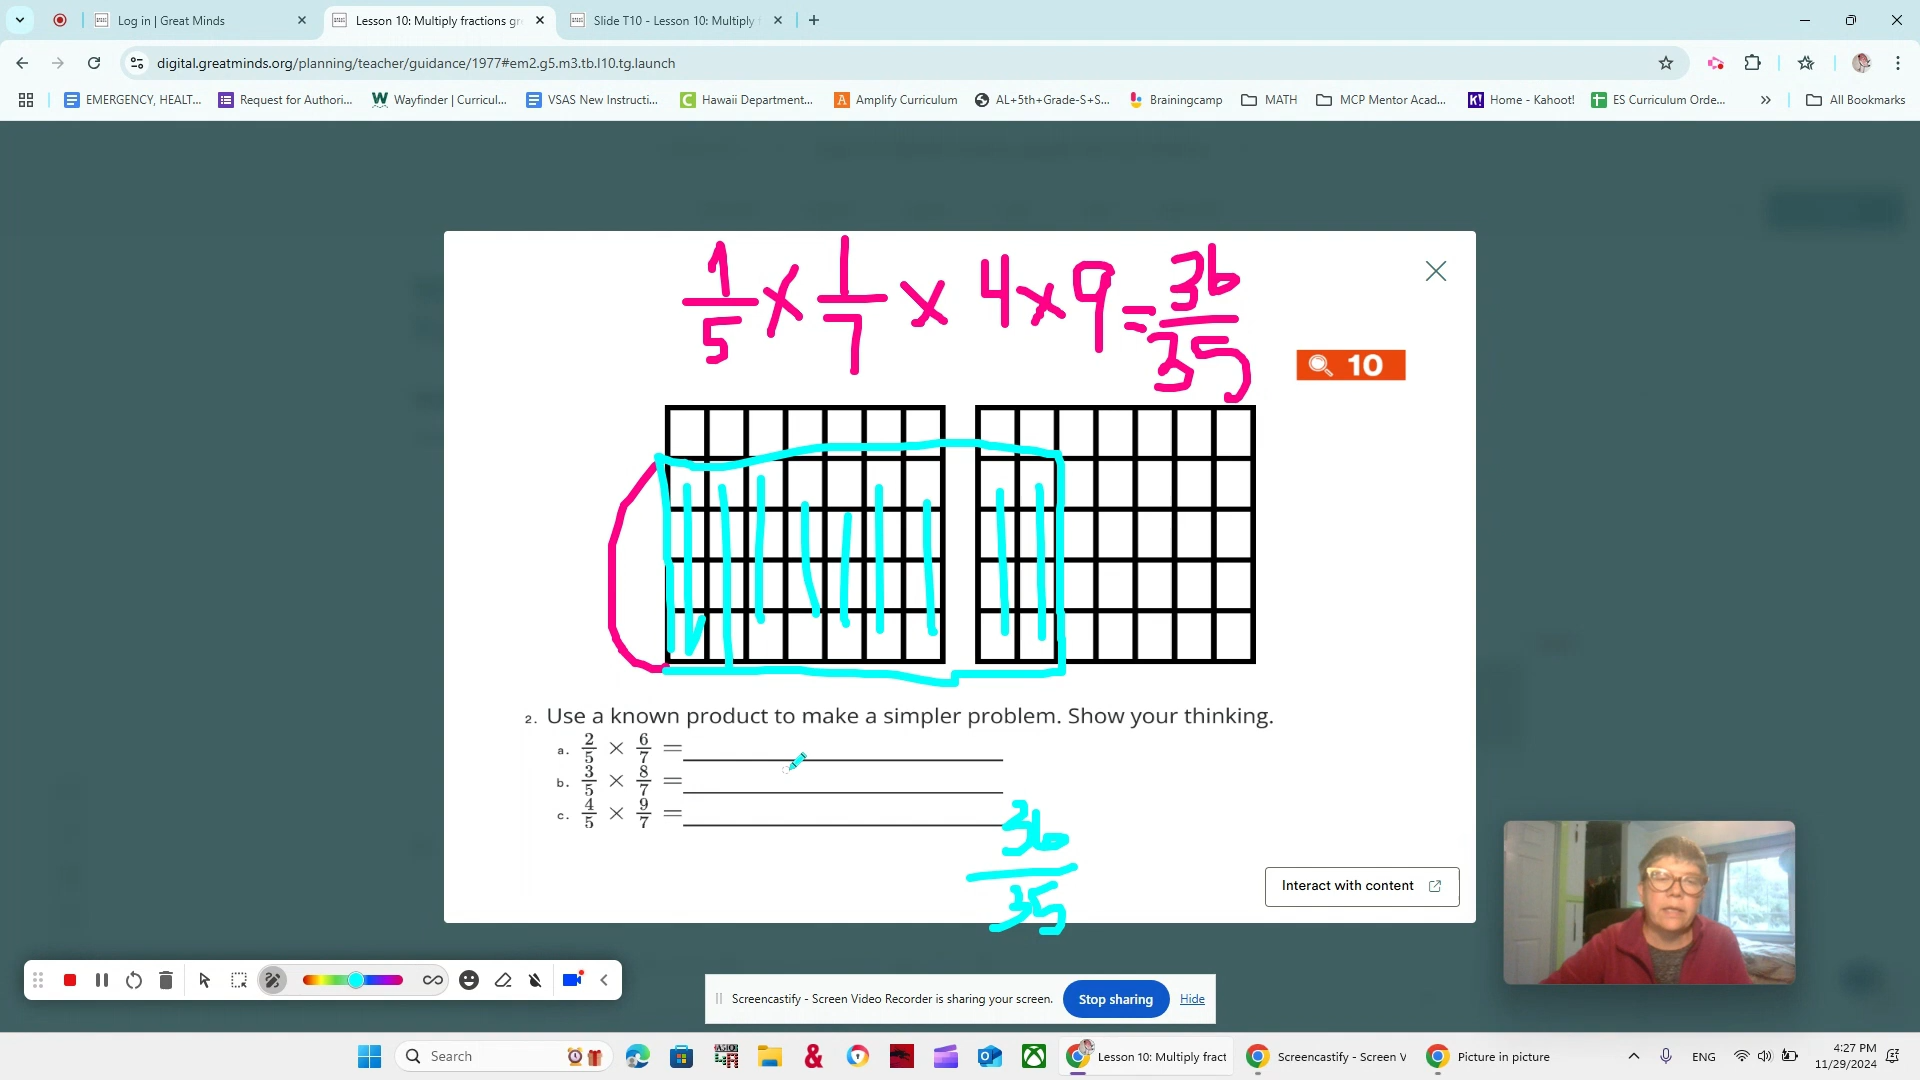 Log in | Great Minds
Lesson 10: Multiply fractions gr
Slide T10 - Lesson 10: Multiply f
digital.greatminds.org/planning/teacher/guidance/1977#em2.g5.m3.tb.l10.tg.launch
EMERGENCY, HEALT...
Request for Authori...
Wayfinder | Curricul...
VSAS New Instructi...
Hawaii Department...
Amplify Curriculum
AL+5th+Grade-S+S...
Brainingcamp
MATH
MCP Mentor Acad...
K! Home - Kahoot!
ES Curriculum Orde...
All Bookmarks
1/5 × 1/7 × 4 × 9 = 36/35
10
2. Use a known product to make a simpler problem. Show your thinking.
a. 2/5 × 6/7 =
b. 3/5 × 8/7 =
c. 4/5 × 9/7 =
36/35
Interact with content
Screencastify - Screen Video Recorder is sharing your screen.
Stop sharing
Hide
Search
Lesson 10: Multiply fract
Screencastify - Screen V
Picture in picture
ENG
4:27 PM
11/29/2024